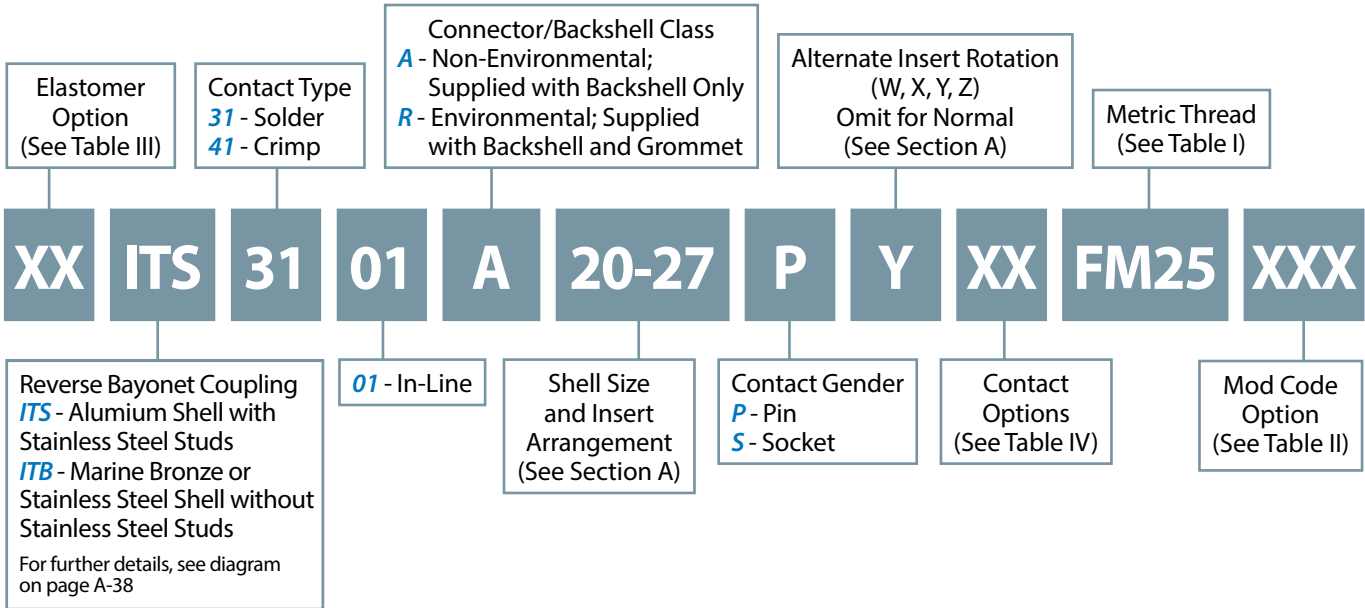 Elastomer
Option
(See Table III)
Contact Type
31 - Solder
41 - Crimp
Connector/Backshell Class
A - Non-Environmental;
Supplied with Backshell Only
R - Environmental; Supplied
with Backshell and Grommet
Alternate Insert Rotation
(W, X, Y, Z)
Omit for Normal
(See Section A)
Metric Thread
(See Table I)
XX ITS 31 01 A 20-27 P Y XX FM25 XXX
Reverse Bayonet Coupling
ITS - Alumium Shell with
Stainless Steel Studs
ITB - Marine Bronze or
Stainless Steel Shell without
Stainless Steel Studs
For further details, see diagram
on page A-38
01 - In-Line
Shell Size
and Insert
Arrangement
(See Section A)
Contact Gender
P - Pin
S - Socket
Contact
Options
(See Table IV)
Mod Code
Option
(See Table II)